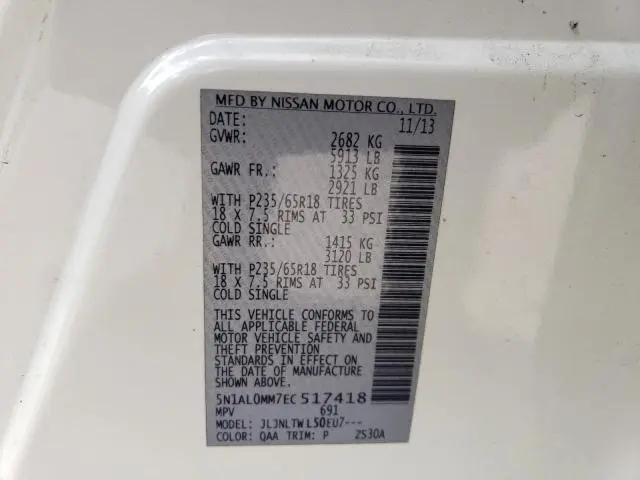 MFD BY NISSAN MOTOR CO., LTD.
DATE: 11/13
GVWR: 2682 KG
5913 LB
GAWR FR.: 1325 KG
2921 LB
WITH P235/65R18 TIRES
18 X 7.5 RIMS AT 33 PSI
COLD SINGLE
GAWR RR.: 1415 KG
3120 LB
WITH P235/65R18 TIRES
18 X 7.5 RIMS AT 33 PSI
COLD SINGLE
THIS VEHICLE CONFORMS TO
ALL APPLICABLE FEDERAL
MOTOR VEHICLE SAFETY AND
THEFT PREVENTION
STANDARDS IN EFFECT ON
THE DATE OF MANUFACTURE
SHOWN ABOVE.
5N1AL0MM7EC517418
MPV 691
MODEL: JLJNLTWL50EU7---
COLOR: QAA TRIM: P ZS30A